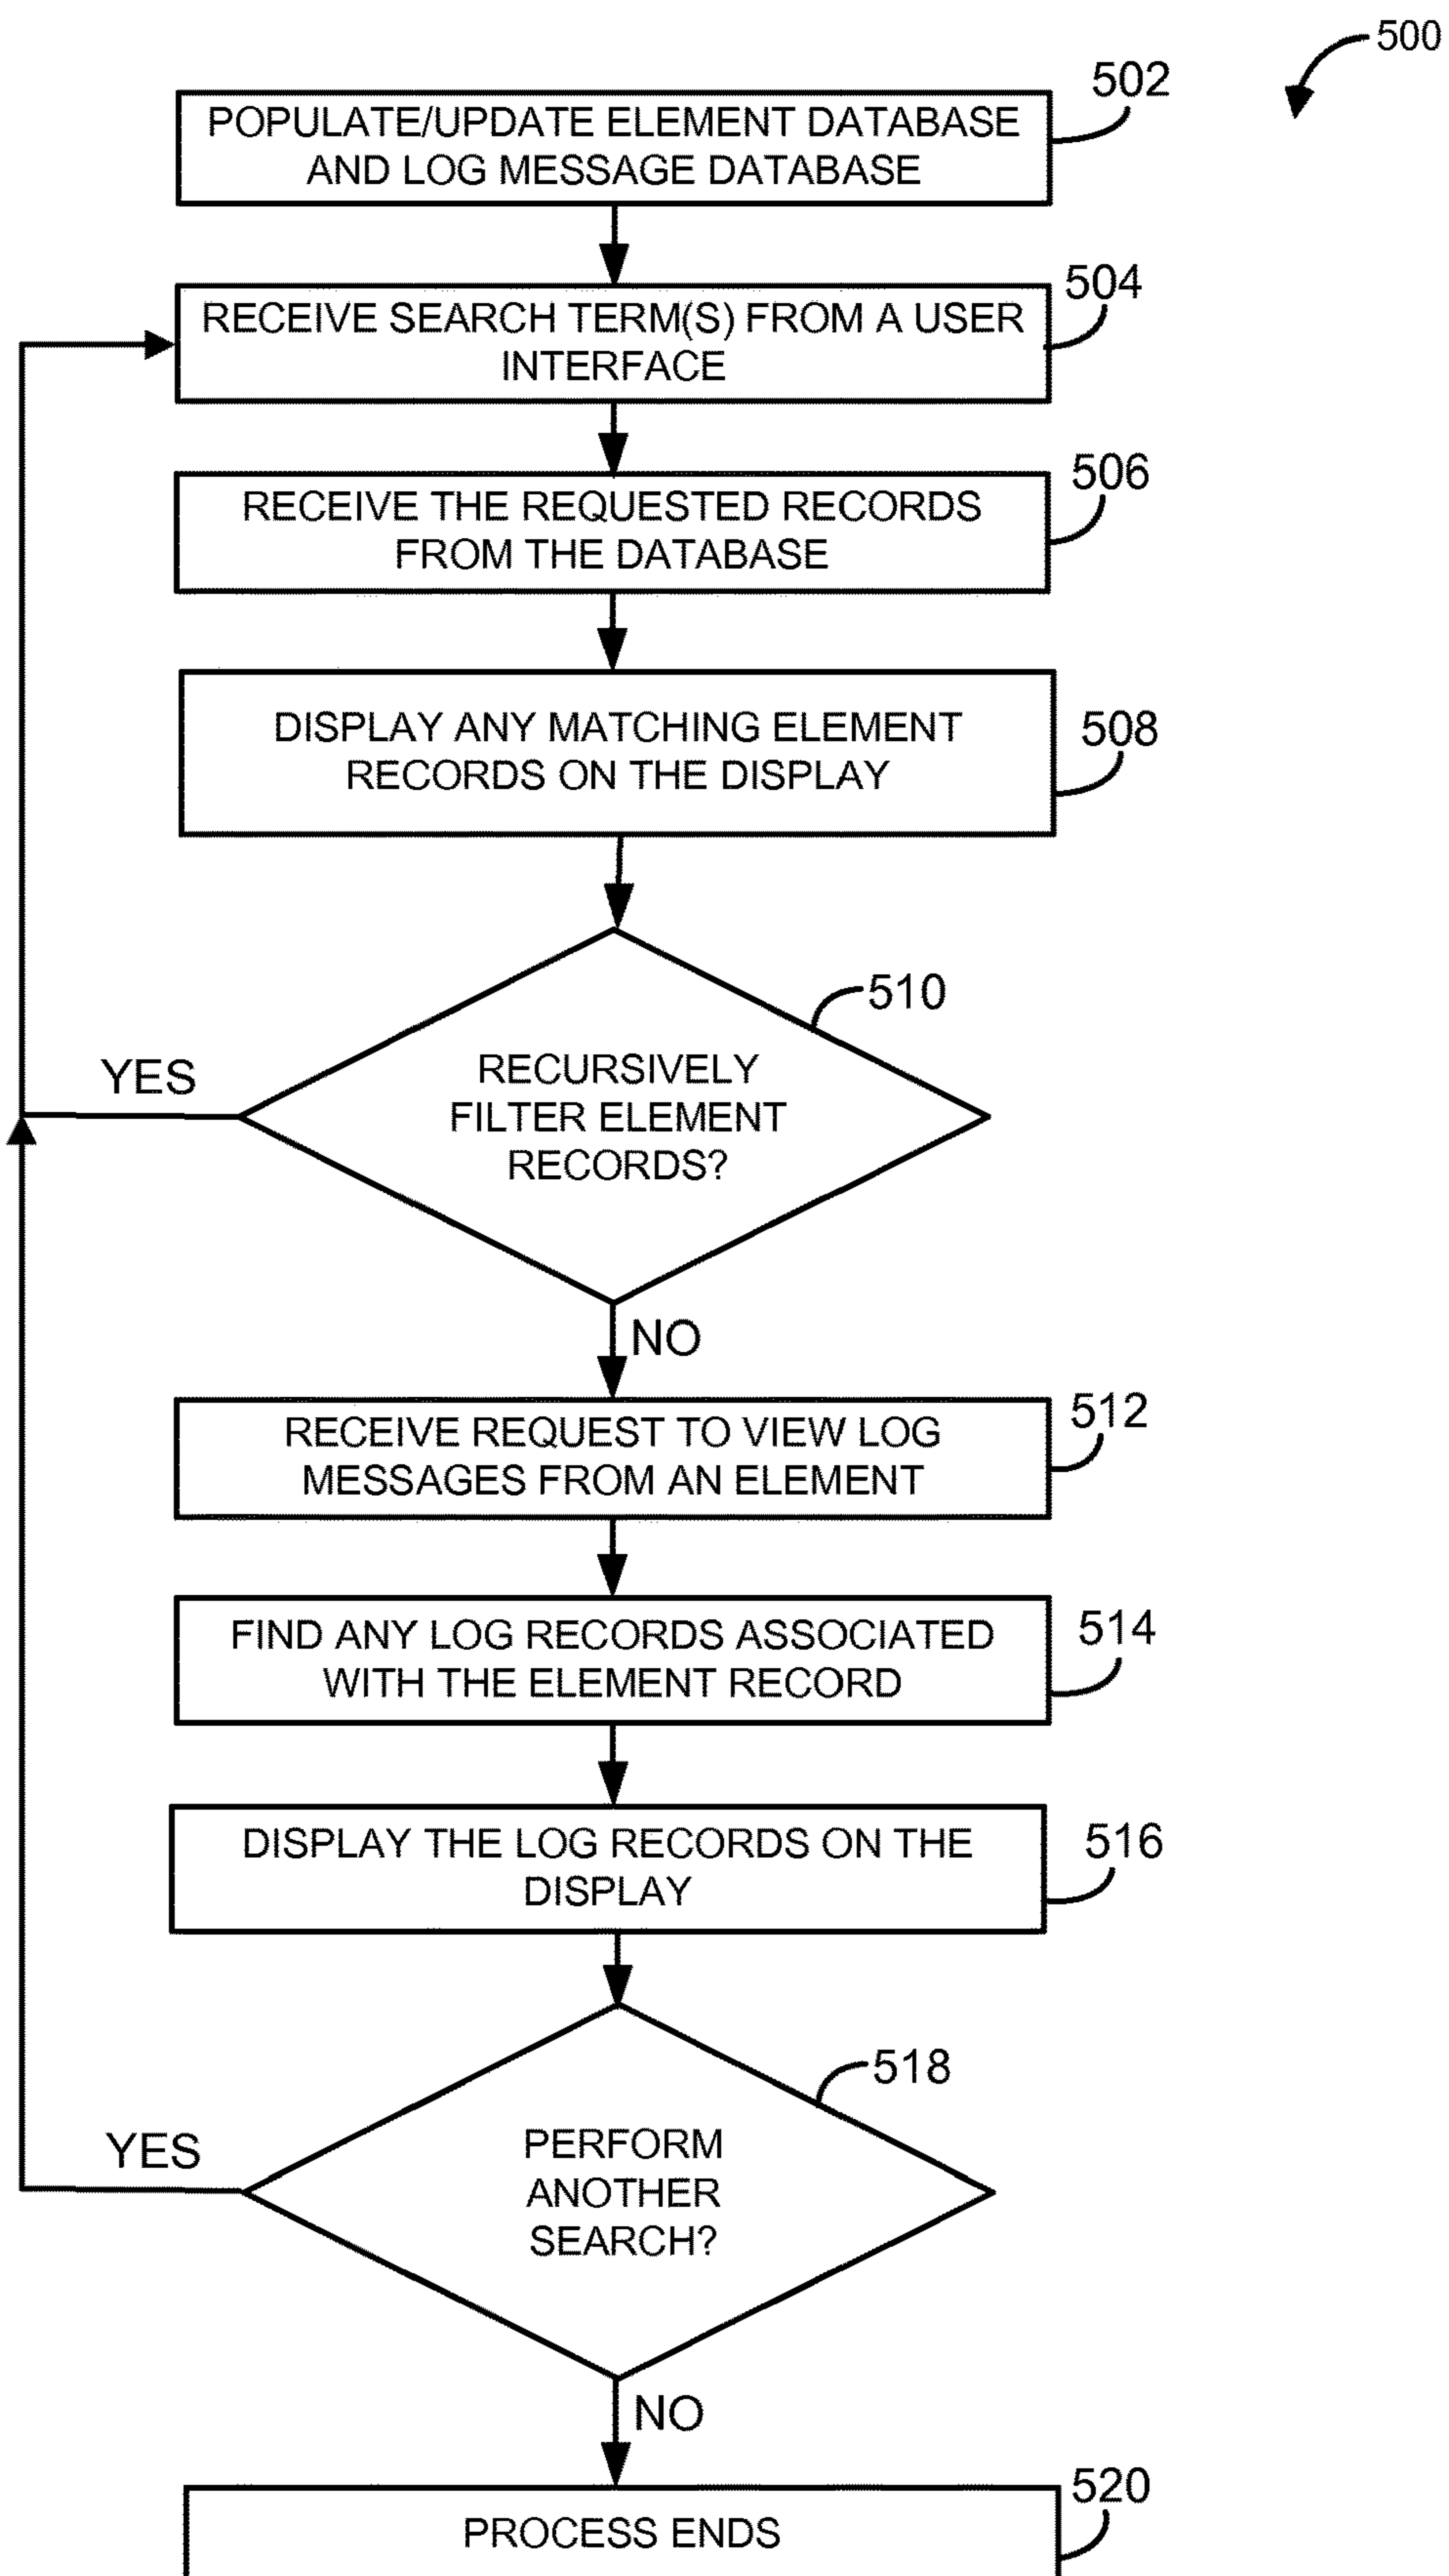 500
502
POPULATE/UPDATE ELEMENT DATABASE
AND LOG MESSAGE DATABASE
504
RECEIVE SEARCH TERM(S) FROM A USER
INTERFACE
506
RECEIVE THE REQUESTED RECORDS
FROM THE DATABASE
508
DISPLAY ANY MATCHING ELEMENT
RECORDS ON THE DISPLAY
510
YES
RECURSIVELY
FILTER ELEMENT
RECORDS?
NO
512
RECEIVE REQUEST TO VIEW LOG
MESSAGES FROM AN ELEMENT
514
FIND ANY LOG RECORDS ASSOCIATED
WITH THE ELEMENT RECORD
516
DISPLAY THE LOG RECORDS ON THE
DISPLAY
518
YES
PERFORM
ANOTHER
SEARCH?
NO
520
PROCESS ENDS